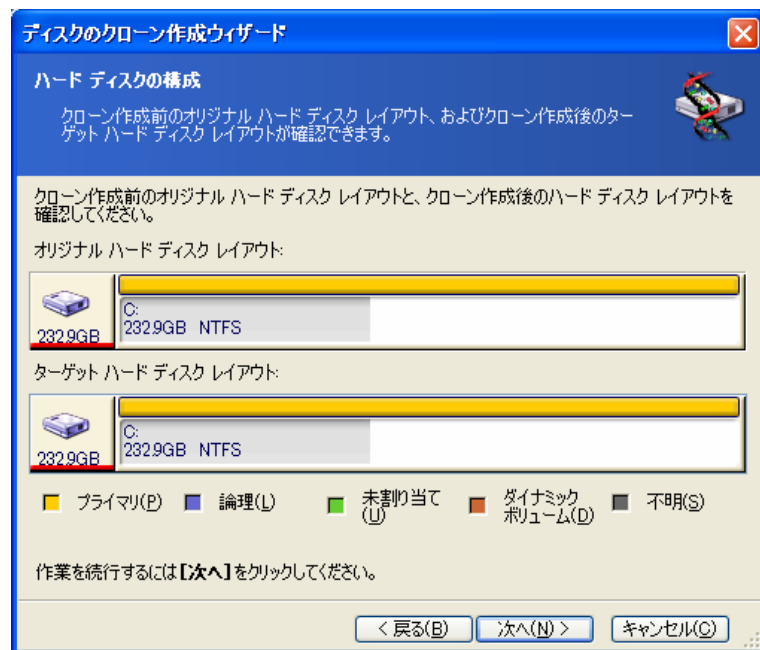 ディスクのクローン作成ウィザード
ハード ディスクの構成
クローン作成前のオリジナル ハード ディスク レイアウト、およびクローン作成後のター
ゲット ハード ディスク レイアウトが確認できます。
クローン作成前のオリジナル ハード ディスク レイアウトと、クローン作成後のハード ディスク レイアウトを
確認してください。
オリジナル ハード ディスク レイアウト:
C:
232.9GB 232.9GB NTFS
ターゲット ハード ディスク レイアウト:
C:
232.9GB 232.9GB NTFS
プライマリ(P) 論理(L) 未割り当て ダイナミック 不明(S)
(U) ボリューム(D)
作業を続行するには【次へ】をクリックしてください。
< 戻る(B) 次へ(N) > キャンセル(C)